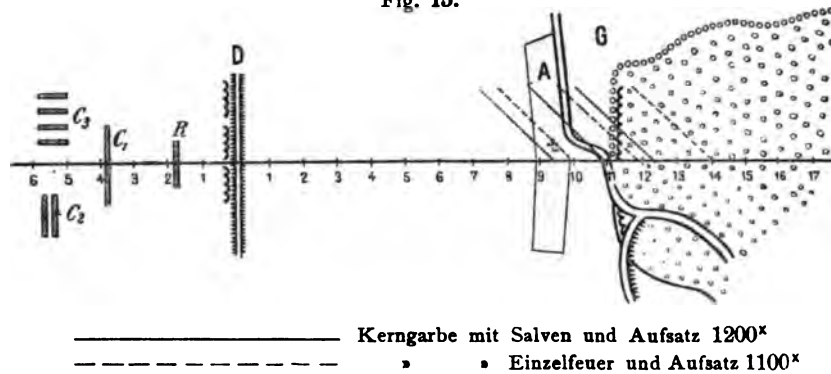 Fig. 15.
D G
A
C3 C1 R
6 5 4 3 2 1 1 2 3 4 5 6 7 8 9 10 11 12 13 14 15 16 17
C2
Kerngarbe mit Salven und Aufsatz 1200x
» » Einzelfeuer und Aufsatz 1100x